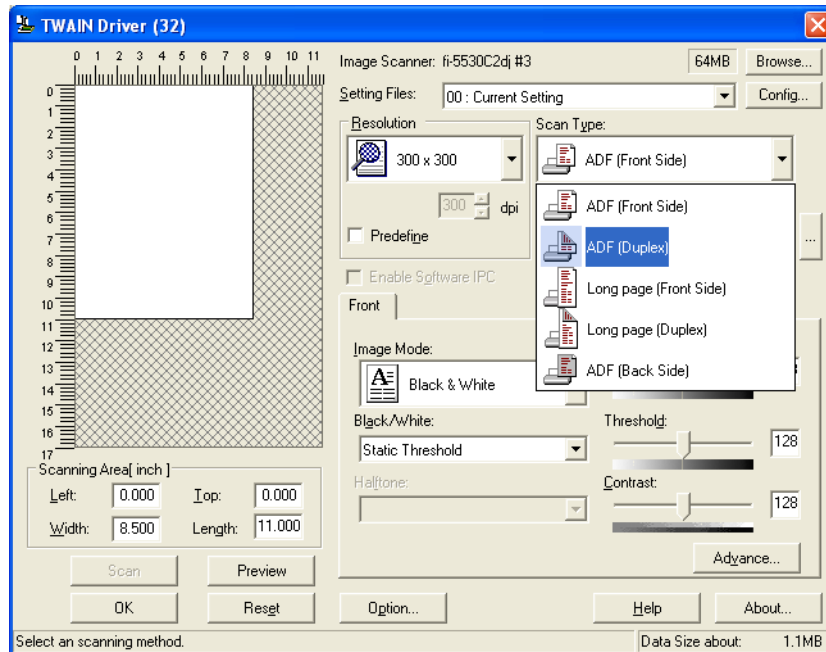 TWAIN Driver (32)
0 1 2 3 4 5 6 7 8 9 10 11
0
1
2
3
4
5
6
7
8
9
10
11
12
13
14
15
16
17
Image Scanner: fi-5530C2dj #3
64MB
Browse...
Setting Files:
00 : Current Setting
Config...
Resolution
300 x 300
300 dpi
Predefine
Scan Type:
ADF (Front Side)
ADF (Front Side)
ADF (Duplex)
Long page (Front Side)
Long page (Duplex)
ADF (Back Side)
...
Enable Software IPC
Front
Image Mode:
Black & White
Black/White:
Static Threshold
Halftone:
Threshold:
128
Contrast:
128
Advance...
Scanning Area[ inch ]
Left: 0.000 Top: 0.000
Width: 8.500 Length: 11.000
Scan Preview
OK Reset Option... Help About...
Select an scanning method.
Data Size about: 1.1MB